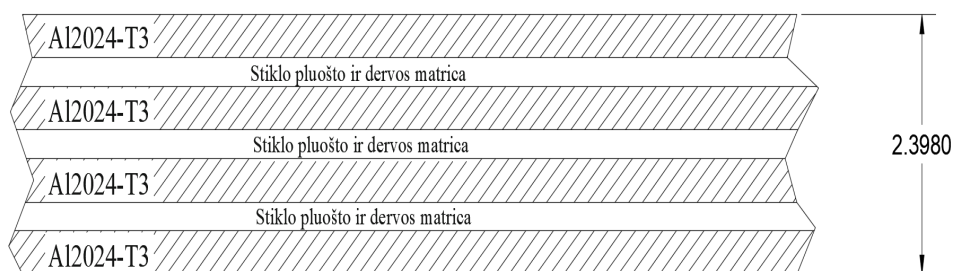 Al2024-T3
Stiklo pluošto ir dervos matrica
Al2024-T3
Stiklo pluošto ir dervos matrica
2.3980
Al2024-T3
Stiklo pluošto ir dervos matrica
Al2024-T3